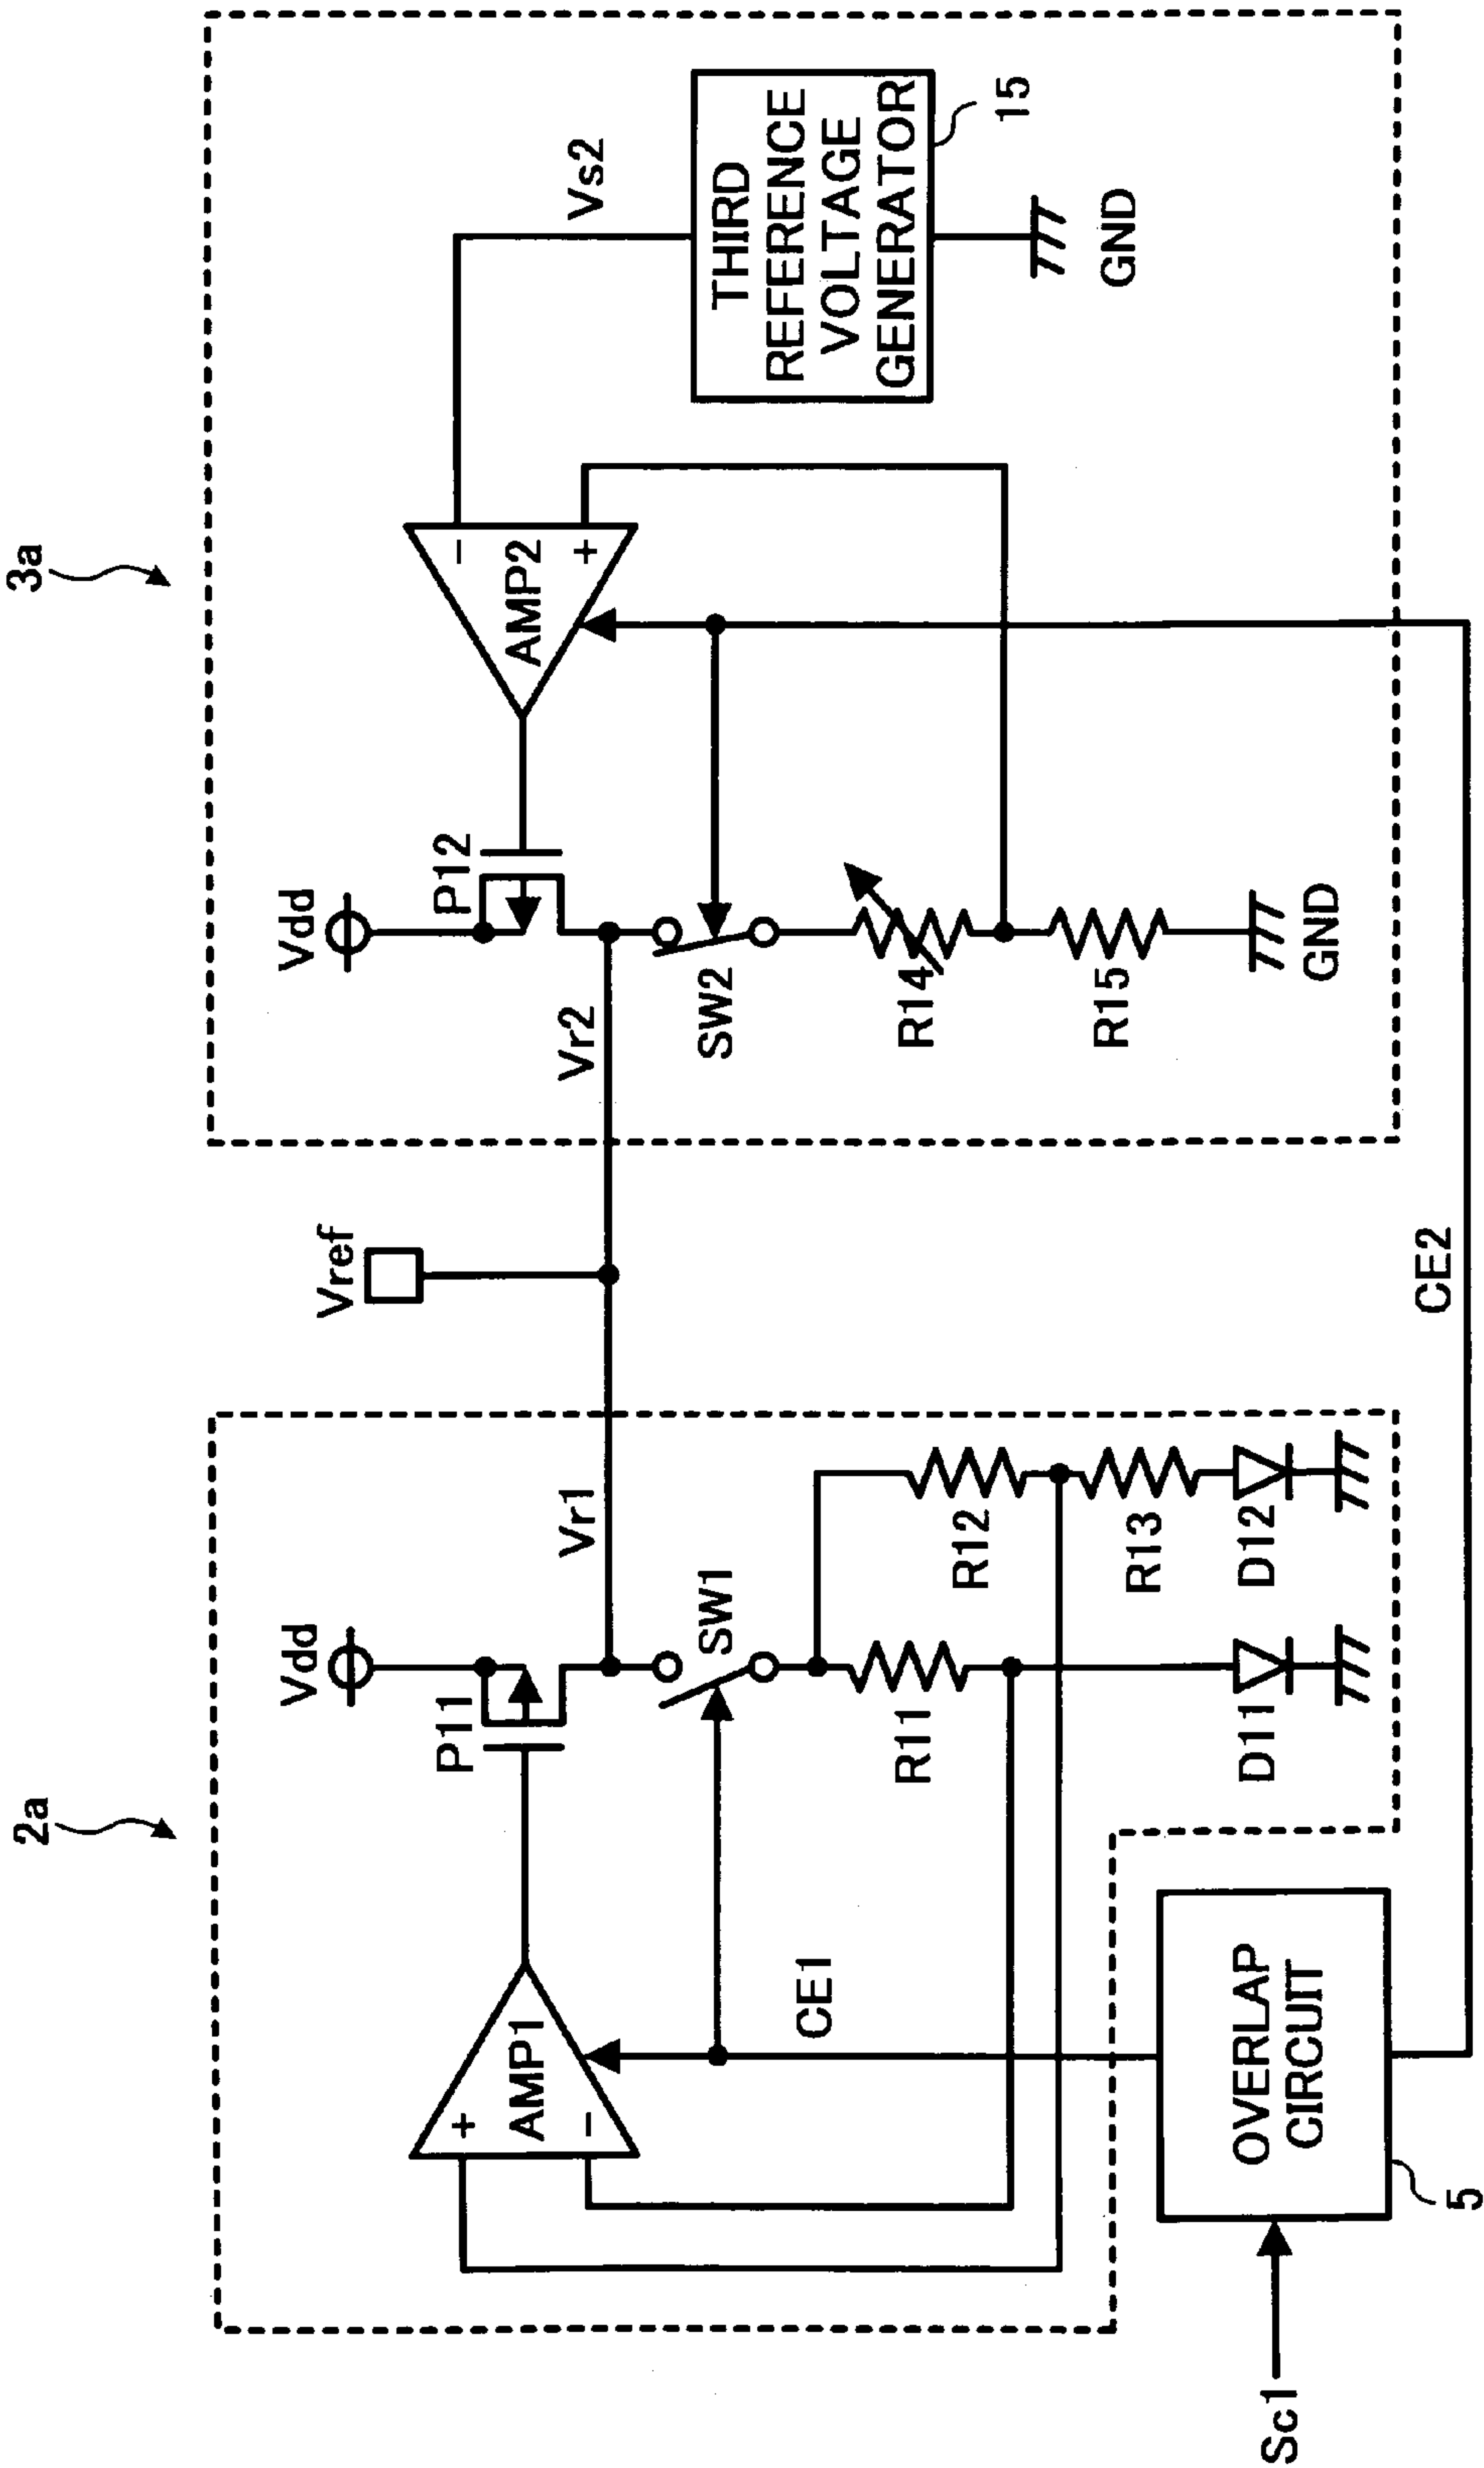 2a
3a
Vdd
P11
AMP1
+
−
Vr1
SW1
CE1
R11
R12
R13
D11
D12
Vref
Vdd
P12
AMP2
−
+
Vr2
SW2
R14
R15
GND
Vs2
THIRD
REFERENCE
VOLTAGE
GENERATOR
15
GND
Sc1
OVERLAP
CIRCUIT
5
CE2